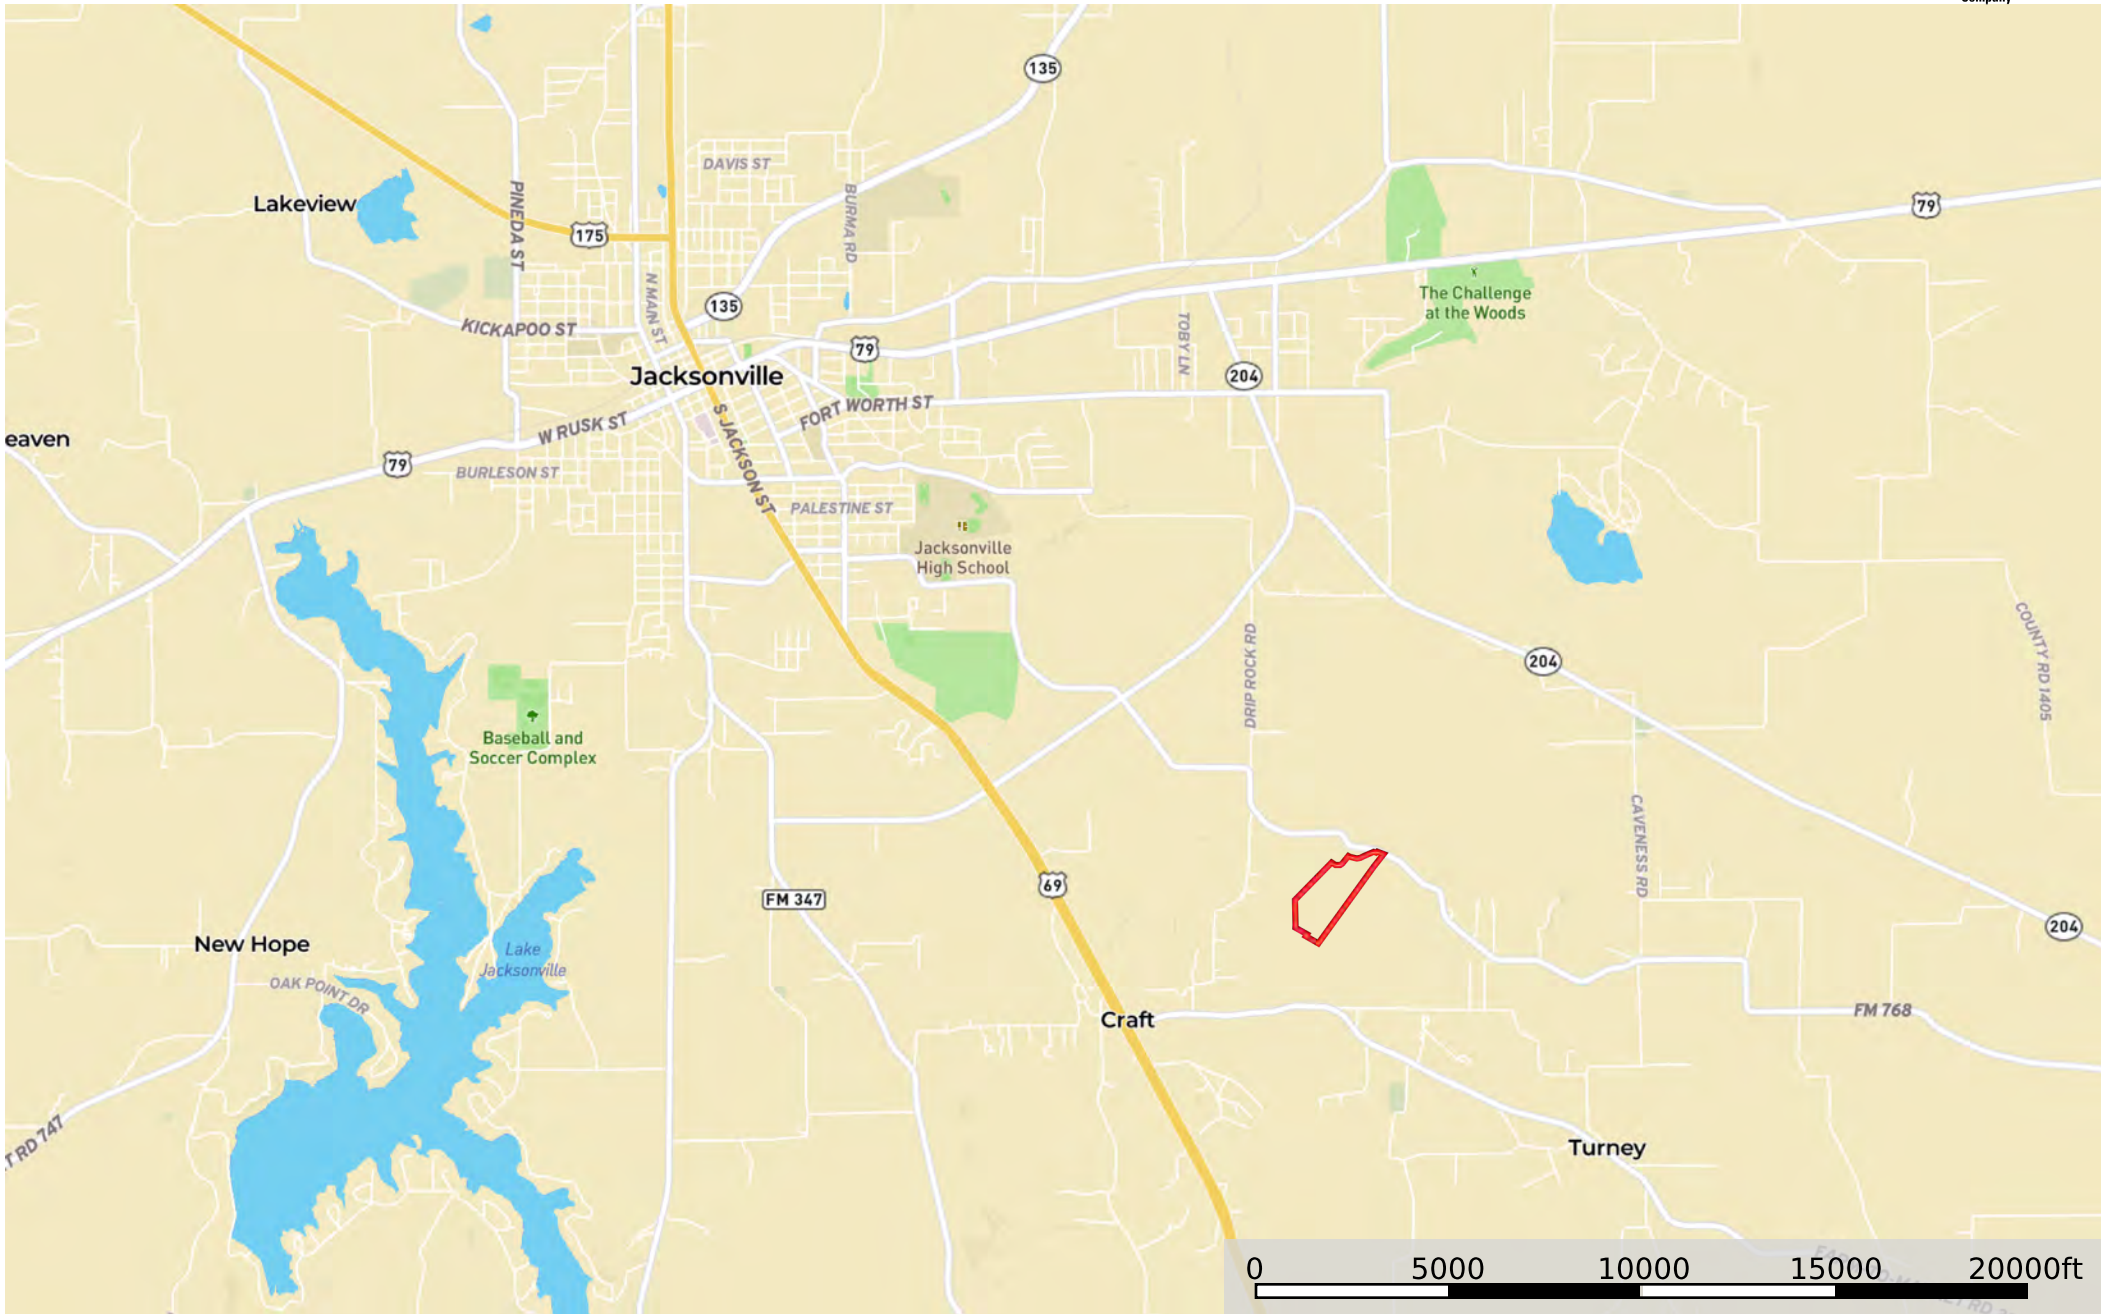 Company
135
DAVIS ST
Lakeview
PINEDA ST
BURMA RD
79
175
N MAIN ST
The Challenge
at the Woods
135
KICKAPOO ST
TOBY LN
79
Jacksonville
204
FORT WORTH ST
W RUSK ST
S JACKSON ST
eaven
79
BURLESON ST
PALESTINE ST
Jacksonville
High School
COUNTY RD 1405
DRIP ROCK RD
204
Baseball and
Soccer Complex
CAVENESS RD
69
FM 347
204
New Hope
Lake
Jacksonville
OAK POINT DR
FM 768
Craft
T RD 747
Turney
0 5000 10000 15000 20000ft